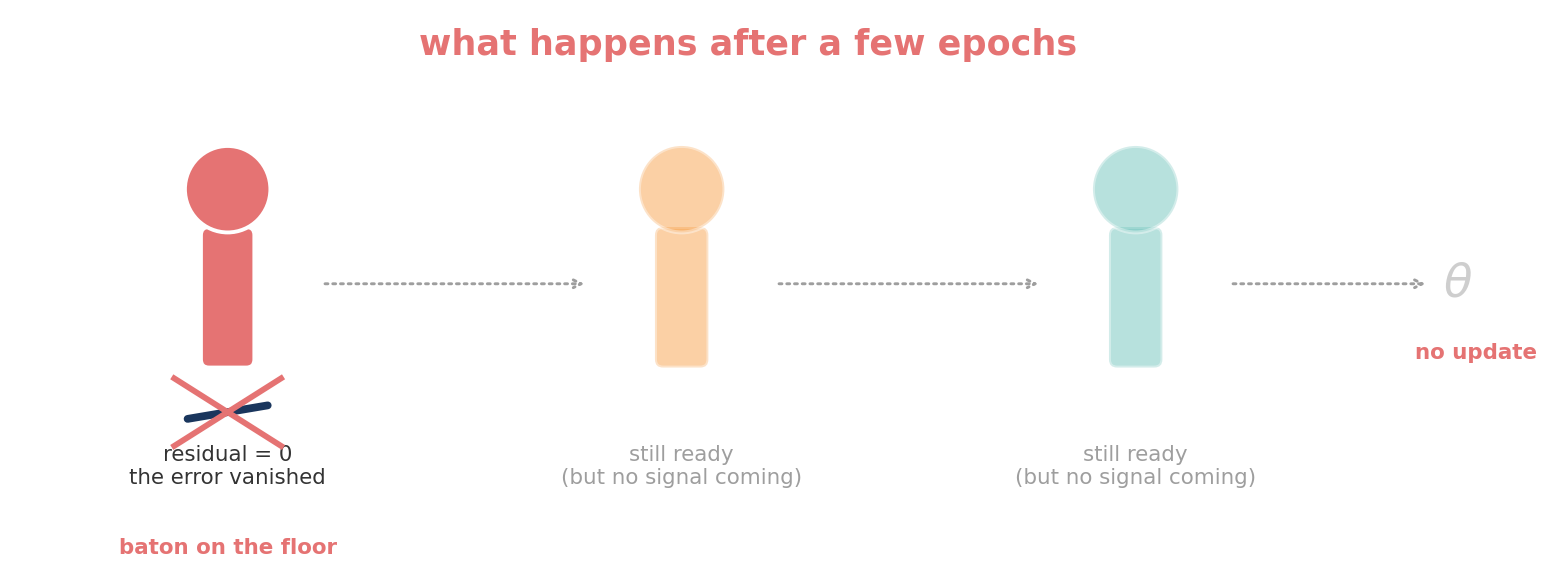 what happens after a few epochs
θ
no update
residual = 0
the error vanished
still ready
(but no signal coming)
still ready
(but no signal coming)
baton on the floor